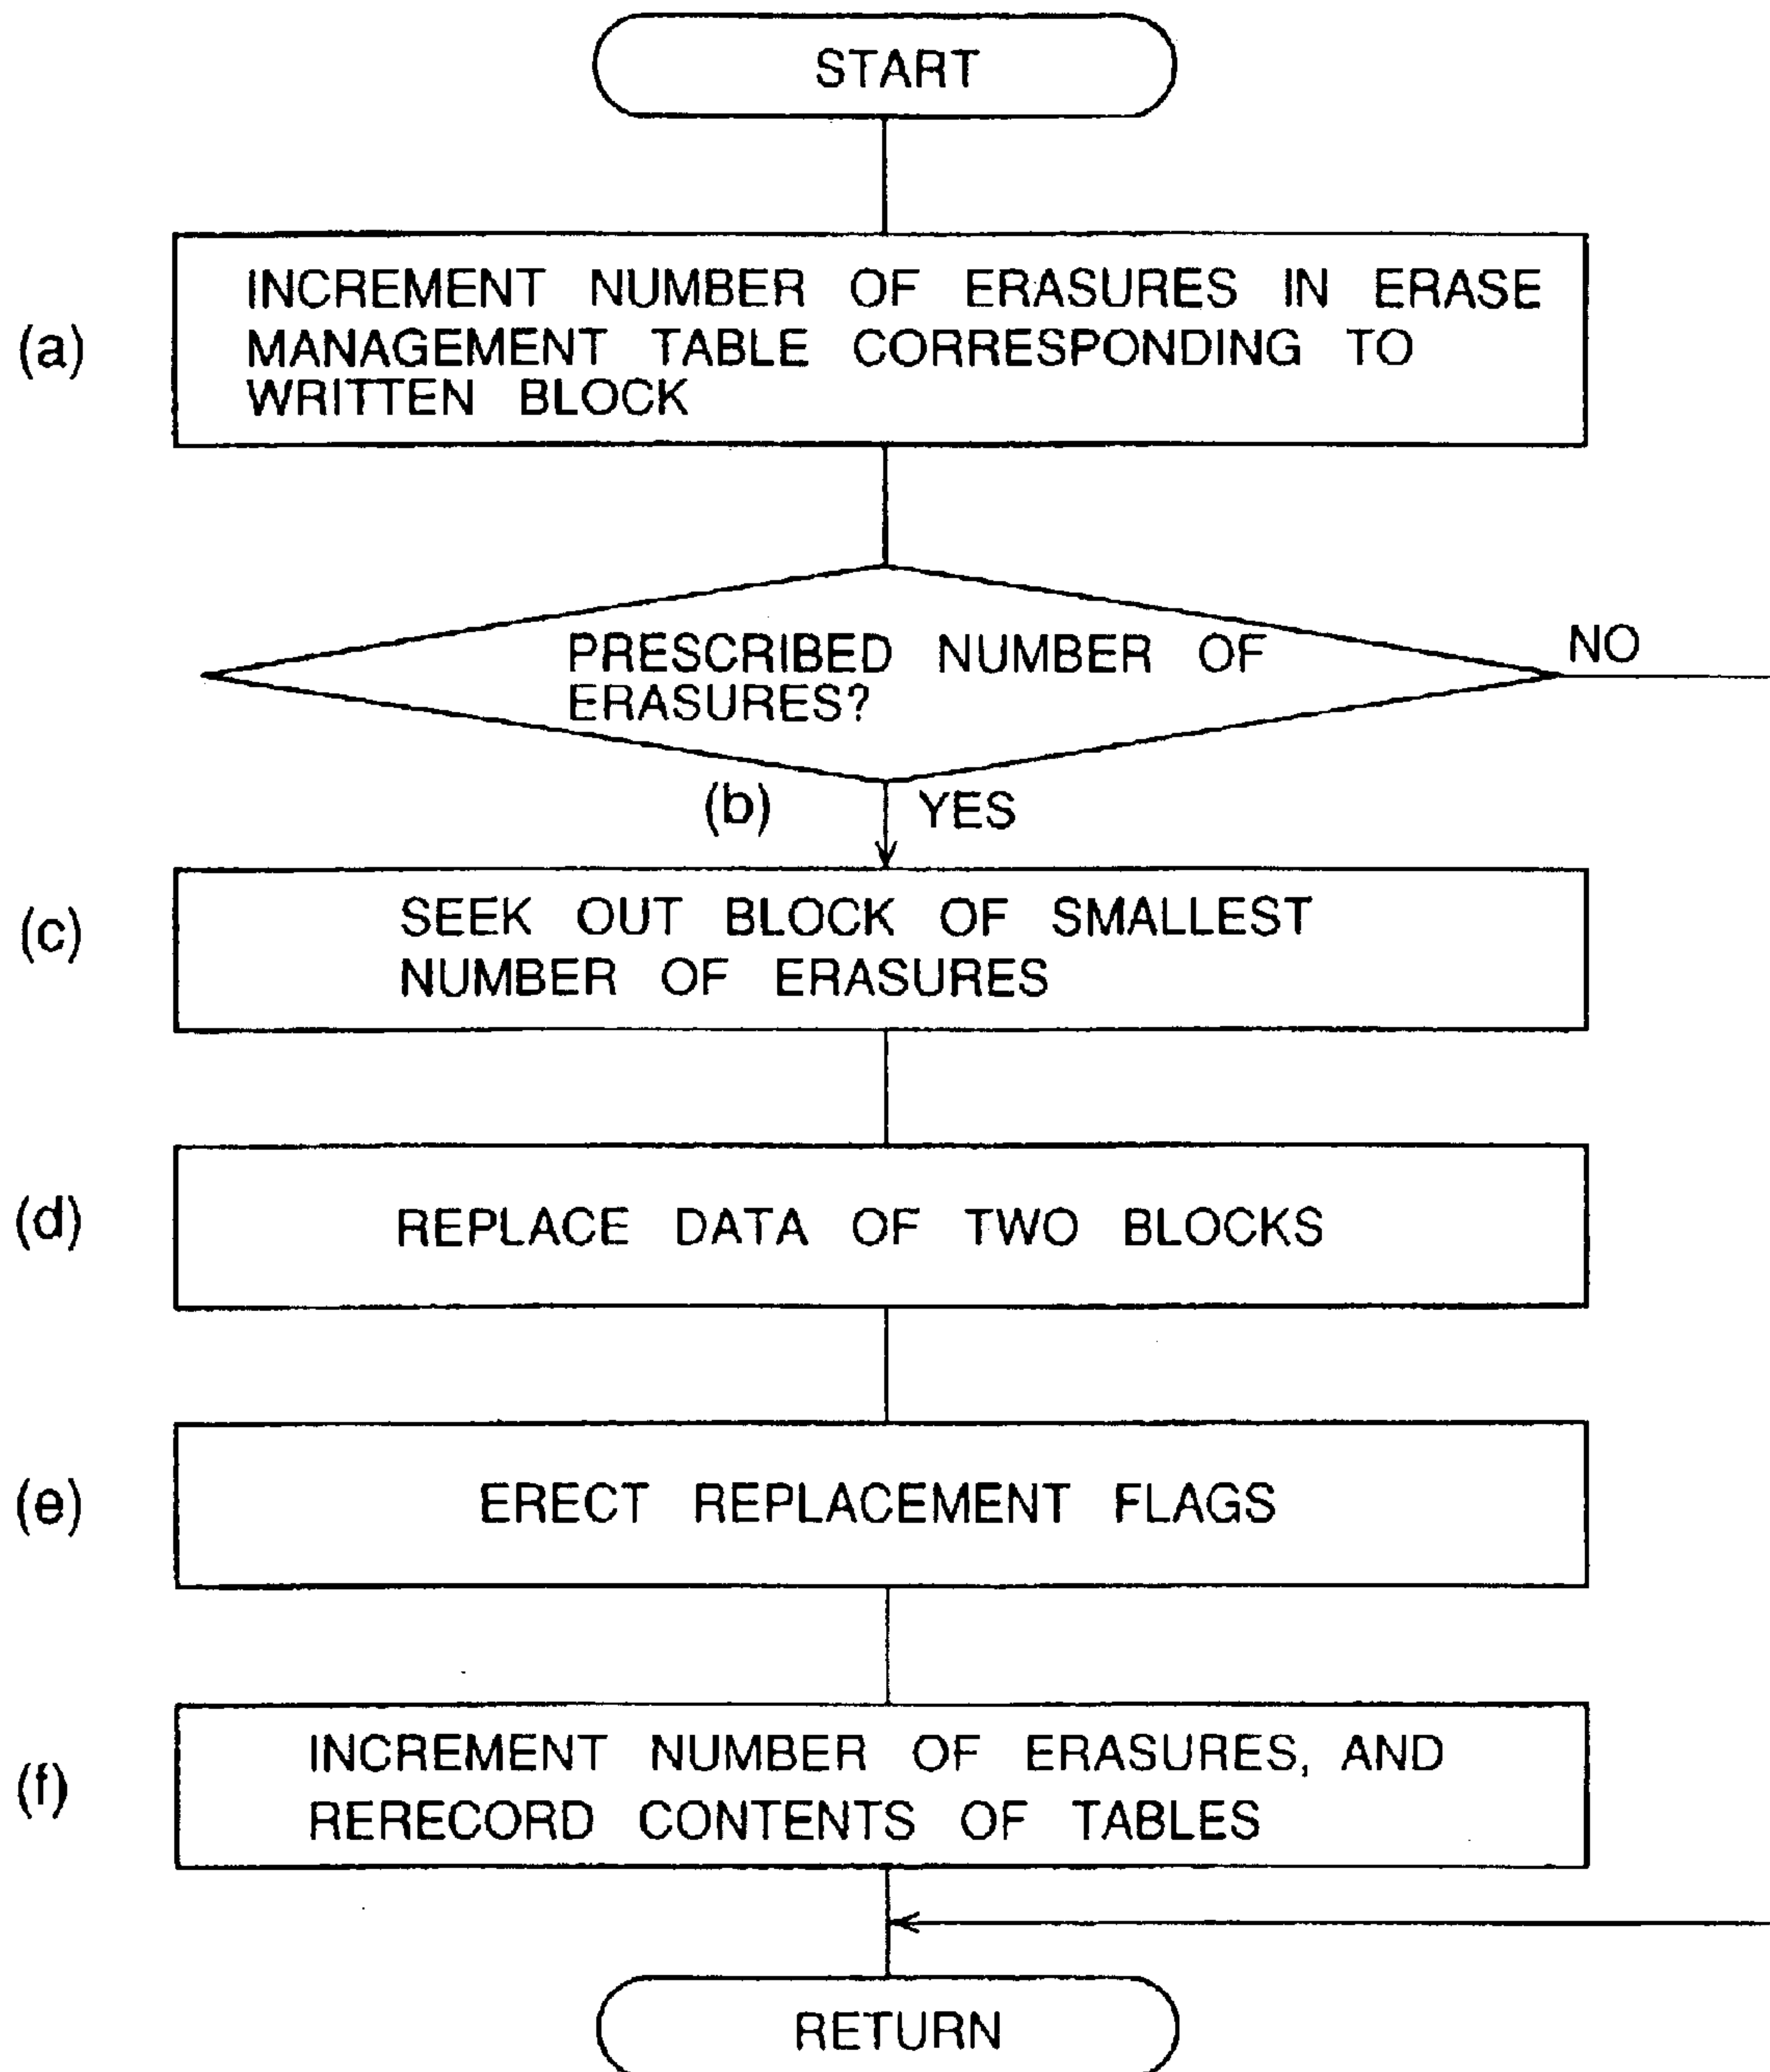 START
(a)
INCREMENT NUMBER OF ERASURES IN ERASE
MANAGEMENT TABLE CORRESPONDING TO
WRITTEN BLOCK
PRESCRIBED NUMBER OF
ERASURES?
NO
(b)
YES
(c)
SEEK OUT BLOCK OF SMALLEST
NUMBER OF ERASURES
(d)
REPLACE DATA OF TWO BLOCKS
(e)
ERECT REPLACEMENT FLAGS
(f)
INCREMENT NUMBER OF ERASURES, AND
RERECORD CONTENTS OF TABLES
RETURN